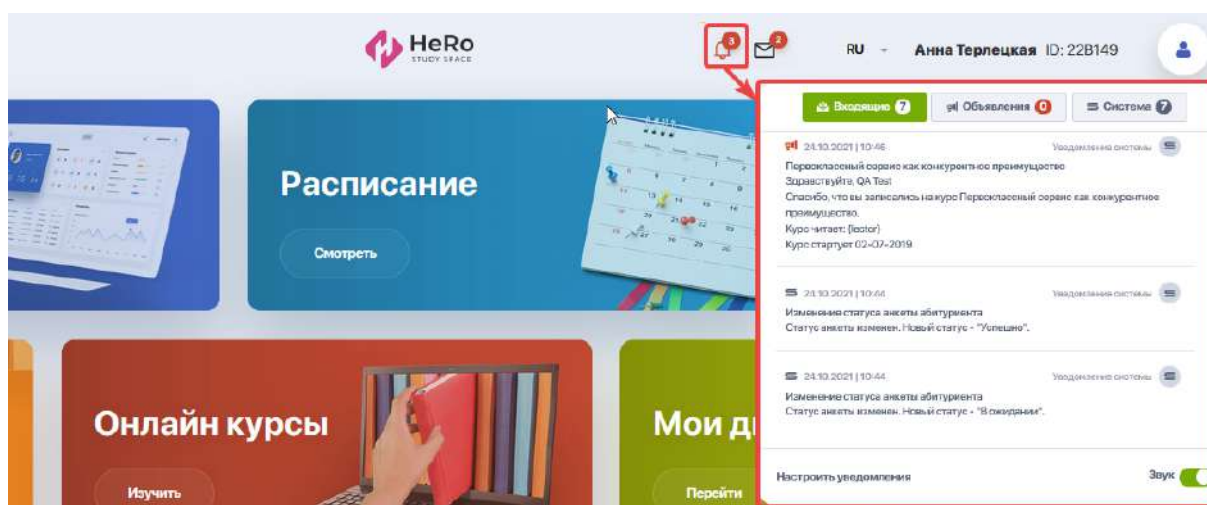 HeRo
STUDY SPACE
3
2
RU
Анна Терлецкая ID: 22B149
Входящие 7
Объявления 0
Система 7
24.10.2021 | 10:46
Уведомления системы
Первоклассный сервис как конкурентное преимущество
Здравствуйте, QA Test
Спасибо, что вы записались на курс Первоклассный сервис как конкурентное
преимущество.
Курс читает: {lector}
Курс стартует 02-07-2019
24.10.2021 | 10:44
Уведомления системы
Изменение статуса анкеты абитуриента
Статус анкеты изменен. Новый статус - "Успешно".
24.10.2021 | 10:44
Уведомления системы
Изменение статуса анкеты абитуриента
Статус анкеты изменен. Новый статус - "В ожидании".
Настроить уведомления
Звук
Расписание
Смотреть
Онлайн курсы
Изучить
Мои д
Перейти